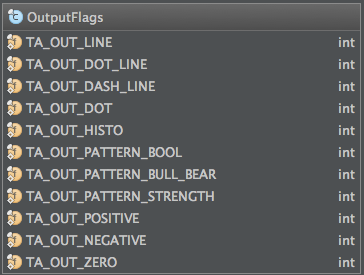 C OutputFlags
f TA_OUT_LINE int
f TA_OUT_DOT_LINE int
f TA_OUT_DASH_LINE int
f TA_OUT_DOT int
f TA_OUT_HISTO int
f TA_OUT_PATTERN_BOOL int
f TA_OUT_PATTERN_BULL_BEAR int
f TA_OUT_PATTERN_STRENGTH int
f TA_OUT_POSITIVE int
f TA_OUT_NEGATIVE int
f TA_OUT_ZERO int